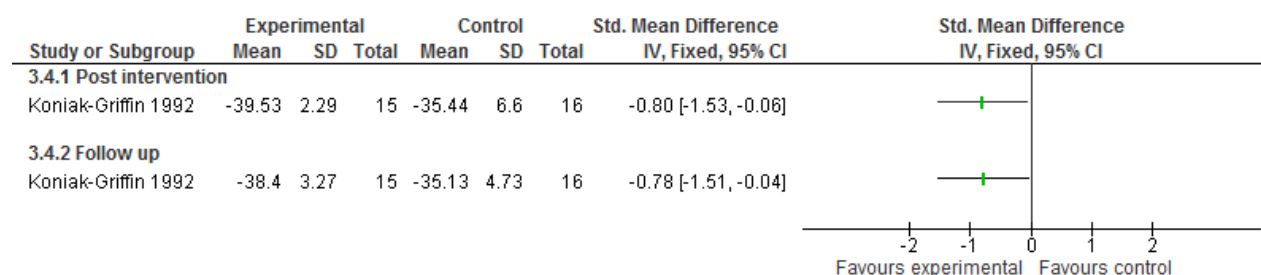 Experimental Control Std. Mean Difference Std. Mean Difference
Study or Subgroup Mean SD Total Mean SD Total IV, Fixed, 95% CI IV, Fixed, 95% CI
3.4.1 Post intervention
Koniak-Griffin 1992 -39.53 2.29 15 -35.44 6.6 16 -0.80 [-1.53, -0.06]
3.4.2 Follow up
Koniak-Griffin 1992 -38.4 3.27 15 -35.13 4.73 16 -0.78 [-1.51, -0.04]
-2 -1 0 1 2
Favours experimental Favours control